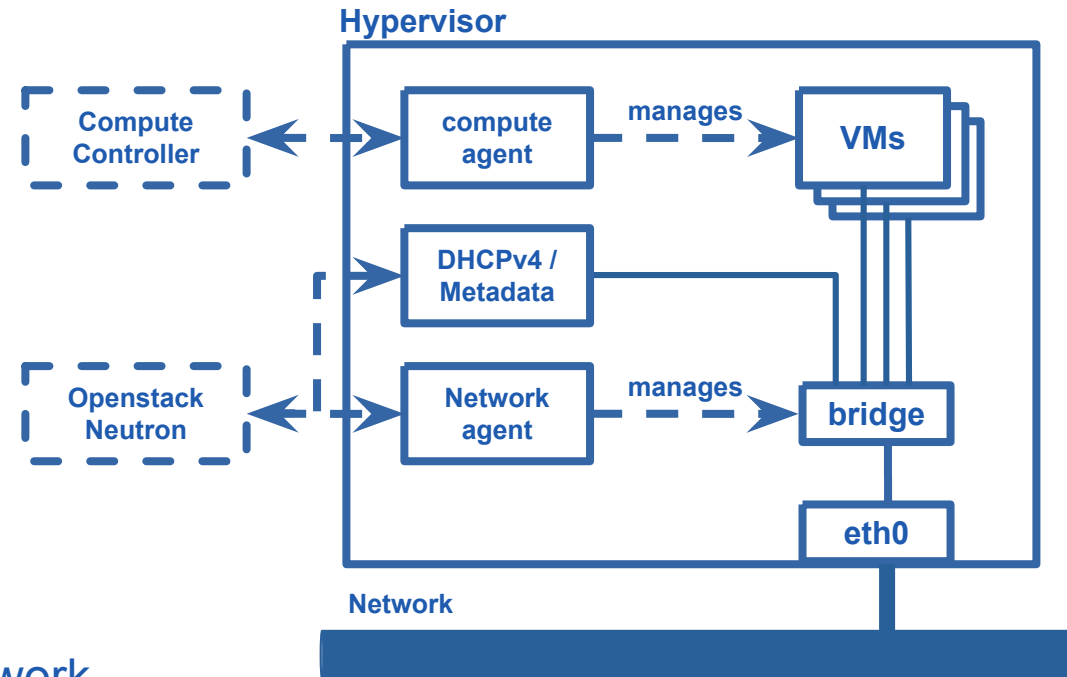 Hypervisor
Compute
Controller
compute
agent
manages
VMs
DHCPv4 /
Metadata
Openstack
Neutron
Network
agent
manages
bridge
eth0
Network